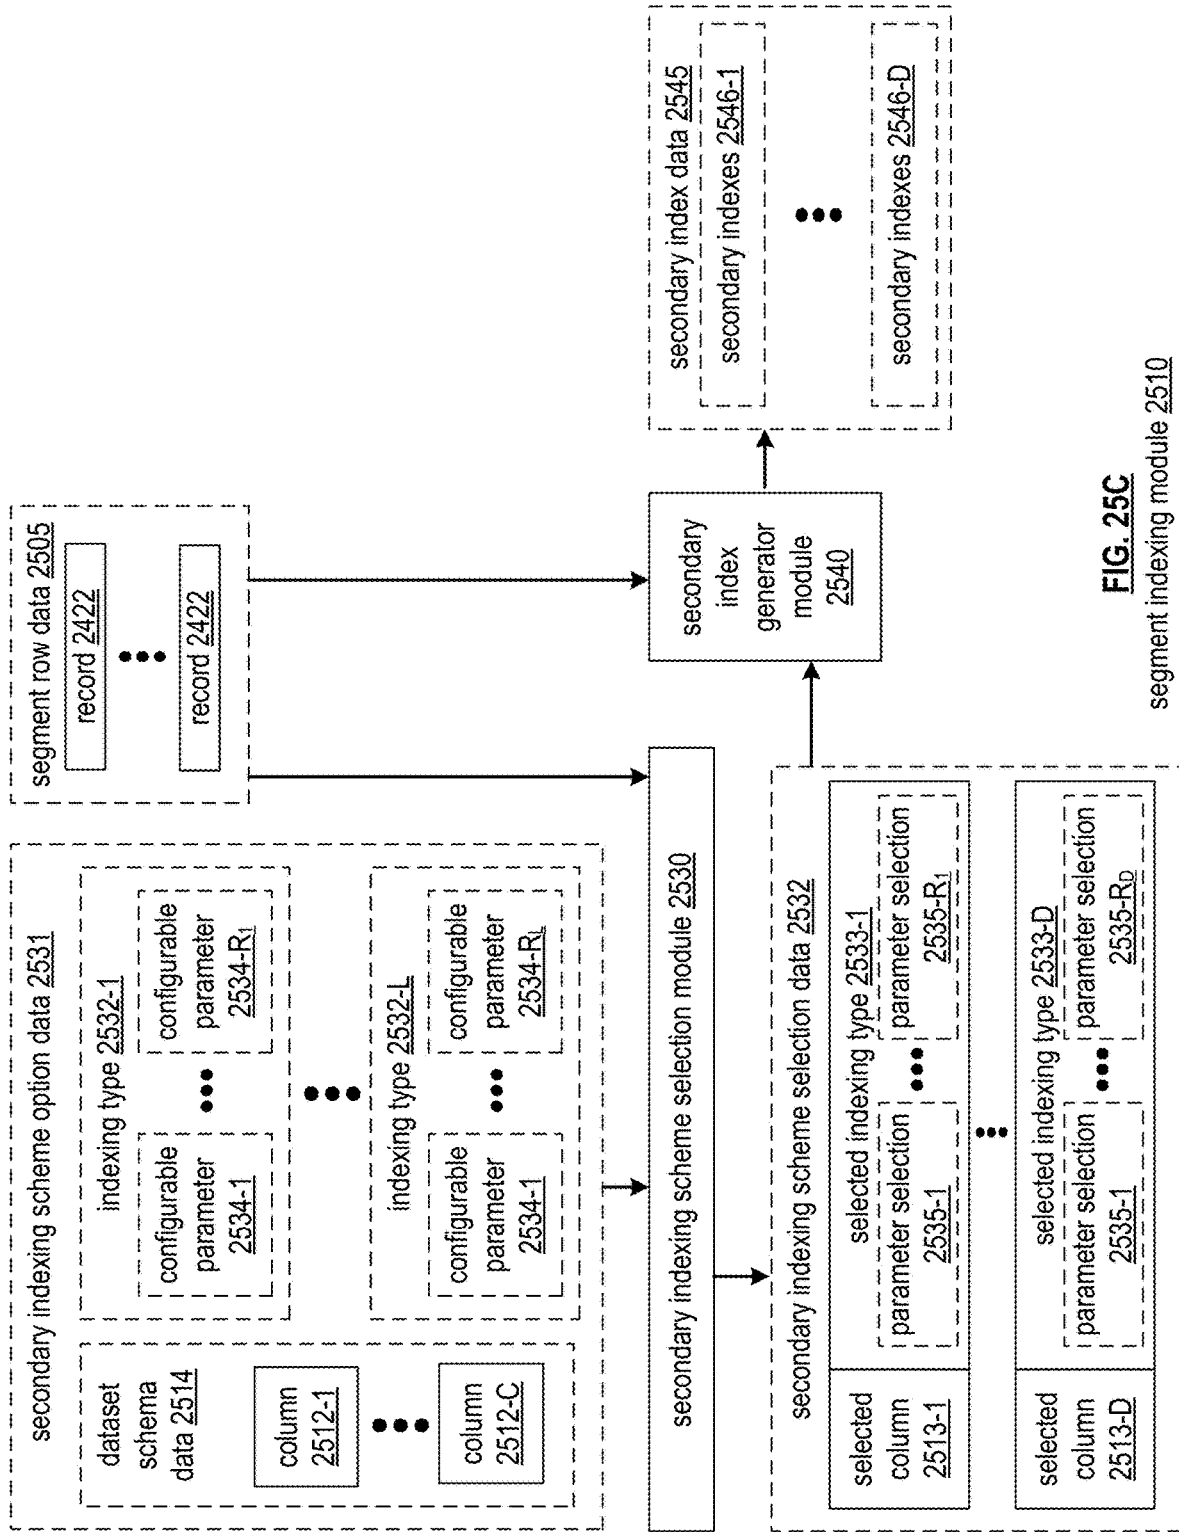 secondary indexing scheme option data 2531
dataset
schema
data 2514
column
2512-1
column
2512-C
indexing type 2532-1
configurable
parameter
2534-1
configurable
parameter
2534-R1
indexing type 2532-L
configurable
parameter
2534-1
configurable
parameter
2534-RL
segment row data 2505
record 2422
record 2422
secondary indexing scheme selection module 2530
secondary indexing scheme selection data 2532
selected
column
2513-1
selected indexing type 2533-1
parameter selection
2535-1
parameter selection
2535-R1
selected
column
2513-D
selected indexing type 2533-D
parameter selection
2535-1
parameter selection
2535-RD
secondary
index
generator
module
2540
secondary index data 2545
secondary indexes 2546-1
secondary indexes 2546-D
FIG. 25C
segment indexing module 2510